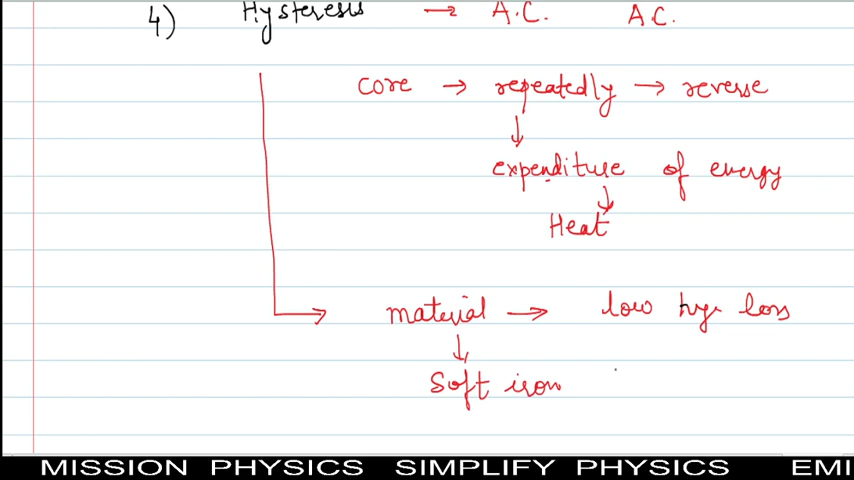 4) Hysteresis → A.C. A.C.
core → repeatedly → reverse
↓
expenditure of energy
↓
Heat
material → low hys loss
↓
Soft iron
MISSION PHYSICS SIMPLIFY PHYSICS EMI